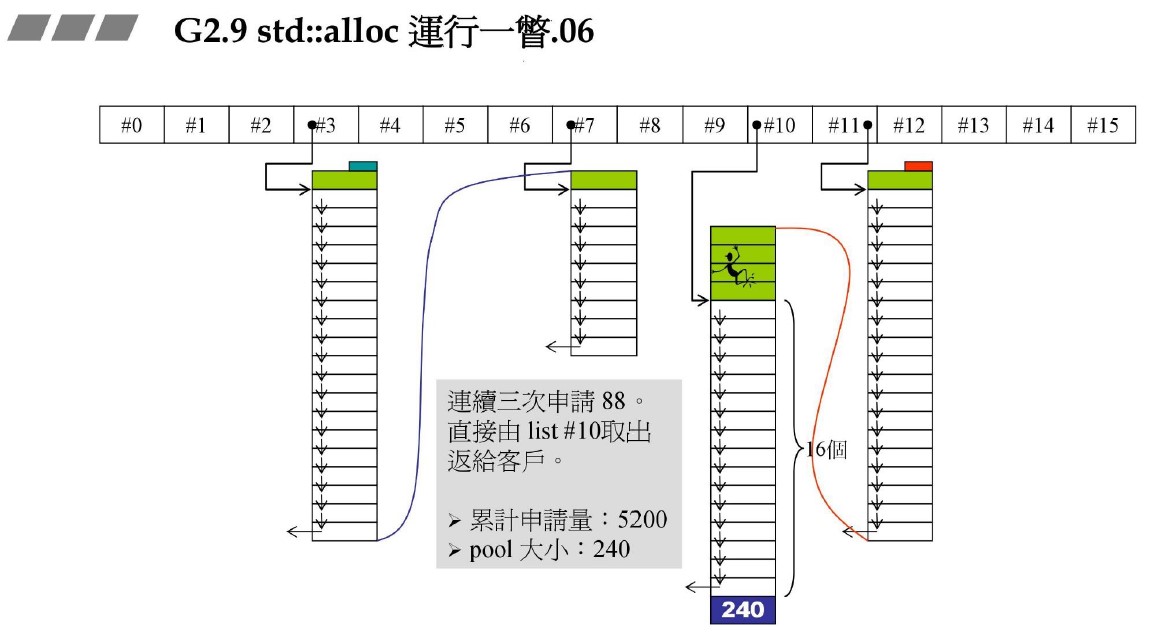 G2.9 std::alloc 運行一瞥.06
#0 #1 #2 #3 #4 #5 #6 #7 #8 #9 #10 #11 #12 #13 #14 #15
連續三次申請 88。
直接由 list #10取出
返給客戶。
➢ 累計申請量：5200
➢ pool 大小：240
16個
240